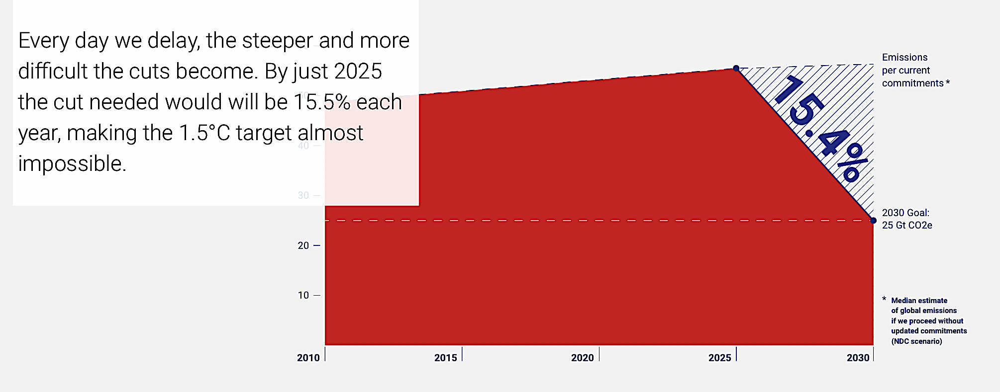 Every day we delay, the steeper and more
difficult the cuts become. By just 2025
the cut needed would will be 15.5% each
year, making the 1.5°C target almost
impossible.
50
40
30
20
10
15.4%
Emissions
per current
commitments *
2030 Goal:
25 Gt CO2e
* Median estimate
of global emissions
if we proceed without
updated commitments
(NDC scenario)
2010
2015
2020
2025
2030